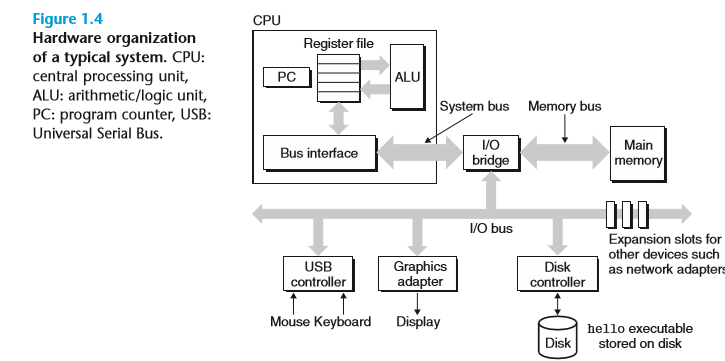 Figure 1.4
Hardware organization
of a typical system. CPU:
central processing unit,
ALU: arithmetic/logic unit,
PC: program counter, USB:
Universal Serial Bus.
CPU
Register file
PC
ALU
System bus
Memory bus
Bus interface
I/O
bridge
Main
memory
I/O bus
Expansion slots for
other devices such
as network adapters
USB
controller
Graphics
adapter
Disk
controller
Mouse Keyboard
Display
Disk
hello executable
stored on disk